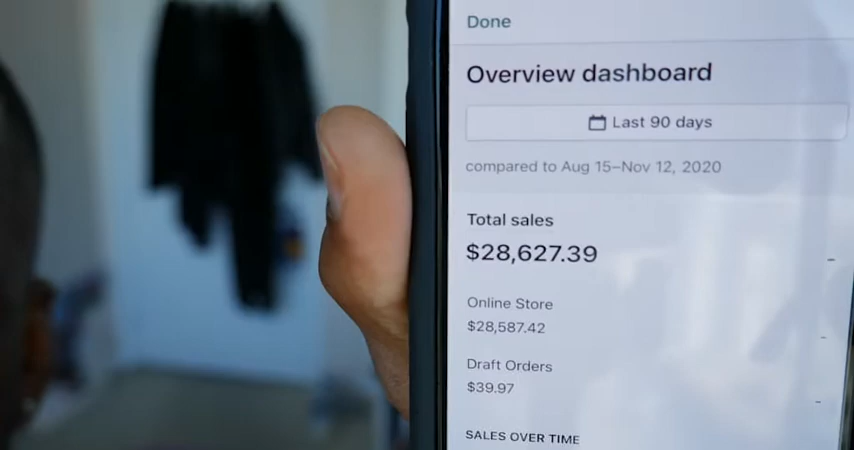 Done
Overview dashboard
Last 90 days
compared to Aug 15–Nov 12, 2020
Total sales
$28,627.39
Online Store
$28,587.42
Draft Orders
$39.97
SALES OVER TIME